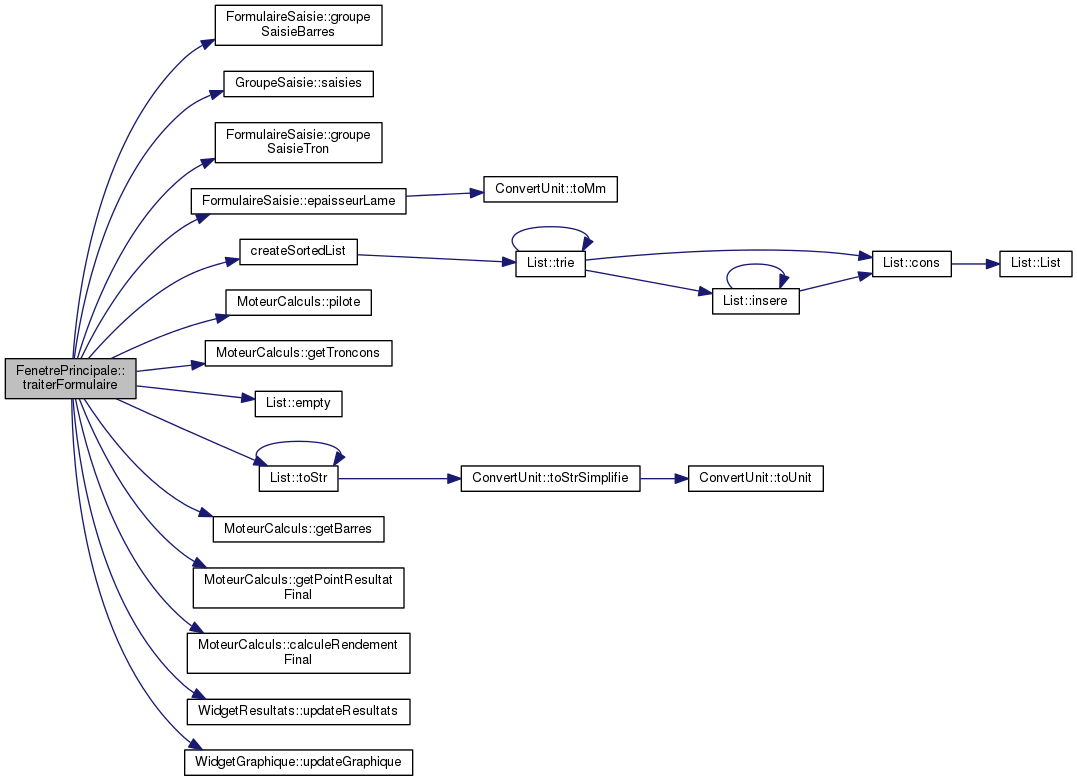 FormulaireSaisie::groupe
SaisieBarres
GroupeSaisie::saisies
FormulaireSaisie::groupe
SaisieTron
FormulaireSaisie::epaisseurLame
ConvertUnit::toMm
createSortedList
List::trie
List::cons
List::List
List::insere
MoteurCalculs::pilote
MoteurCalculs::getTroncons
FenetrePrincipale::
traiterFormulaire
List::empty
List::toStr
ConvertUnit::toStrSimplifie
ConvertUnit::toUnit
MoteurCalculs::getBarres
MoteurCalculs::getPointResultat
Final
MoteurCalculs::calculeRendement
Final
WidgetResultats::updateResultats
WidgetGraphique::updateGraphique